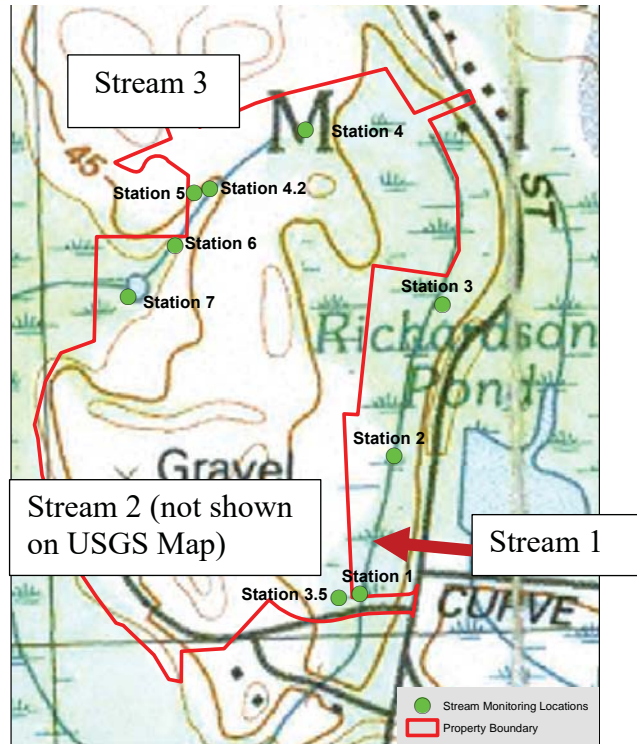 Stream 3
M
Station 4
45
Station 5
Station 4.2
ST
Station 6
Station 7
Station 3
Richardson
Pond
Station 2
Gravel
Stream 2 (not shown
on USGS Map)
Stream 1
Station 1
Station 3.5
CURVE
Stream Monitoring Locations
Property Boundary